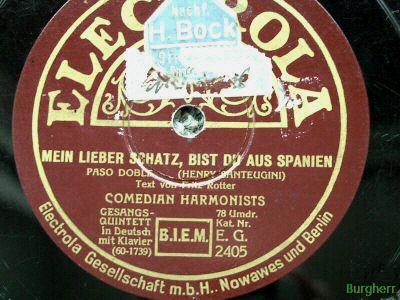 ELECTROLA
Nachf.
H. Bock
MEIN LIEBER SCHATZ, BIST DU AUS SPANIEN
PASO DOBLE (HENRY SANTEUGINI)
Text von Fritz Rotter
COMEDIAN HARMONISTS
GESANGS-
QUINTETT
in Deutsch
mit Klavier
(60-1739)
B.I.E.M.
78 Umdr.
Kat. Nr.
E. G.
2405
Electrola Gesellschaft m.b.H., Nowawes und Berlin
Burgherr